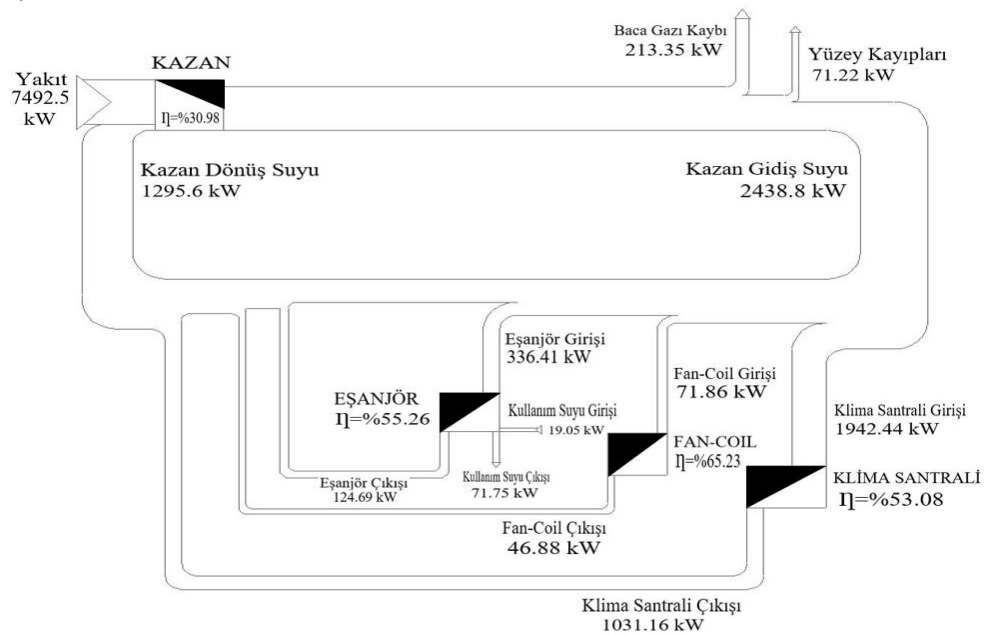 Baca Gazı Kaybı
213.35 kW
Yüzey Kayıpları
71.22 kW
KAZAN
Yakıt
7492.5
kW
Ƞ=%30.98
Kazan Dönüş Suyu
1295.6 kW
Kazan Gidiş Suyu
2438.8 kW
Eşanjör Girişi
336.41 kW
Fan-Coil Girişi
71.86 kW
EŞANJÖR
Ƞ=%55.26
Kullanım Suyu Girişi
19.05 kW
Klima Santrali Girişi
1942.44 kW
FAN-COIL
Ƞ=%65.23
Eşanjör Çıkışı
124.69 kW
Kullanım Suyu Çıkışı
71.75 kW
KLİMA SANTRALİ
Ƞ=%53.08
Fan-Coil Çıkışı
46.88 kW
Klima Santrali Çıkışı
1031.16 kW